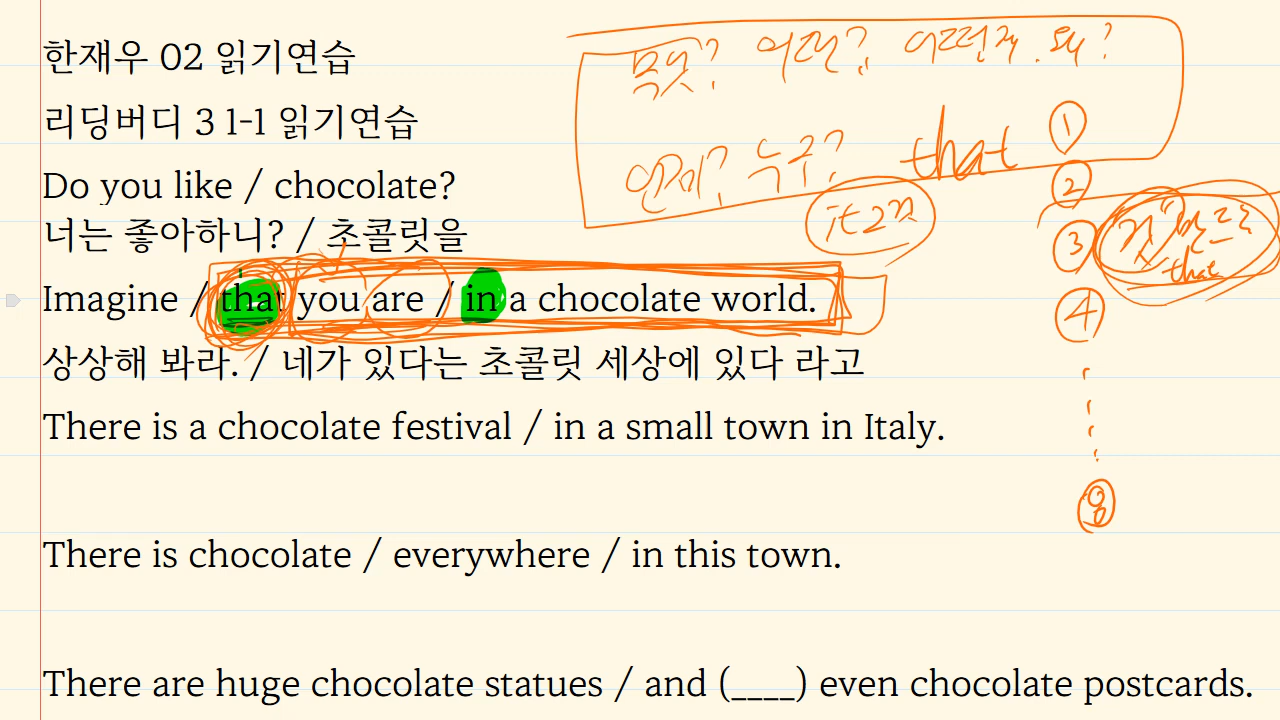 한재우 02 읽기연습
무엇? 어떤? 어떤지. 왜?
리딩버디 3 1-1 읽기연습
언제? 누구? that ①
Do you like / chocolate?
②
it 그것
너는 좋아하니? / 초콜릿을
③
that
Imagine / that you are / in a chocolate world.
④
상상해 봐라. / 네가 있다는 초콜릿 세상에 있다 라고
There is a chocolate festival / in a small town in Italy.
⑧
There is chocolate / everywhere / in this town.
There are huge chocolate statues / and (____) even chocolate postcards.